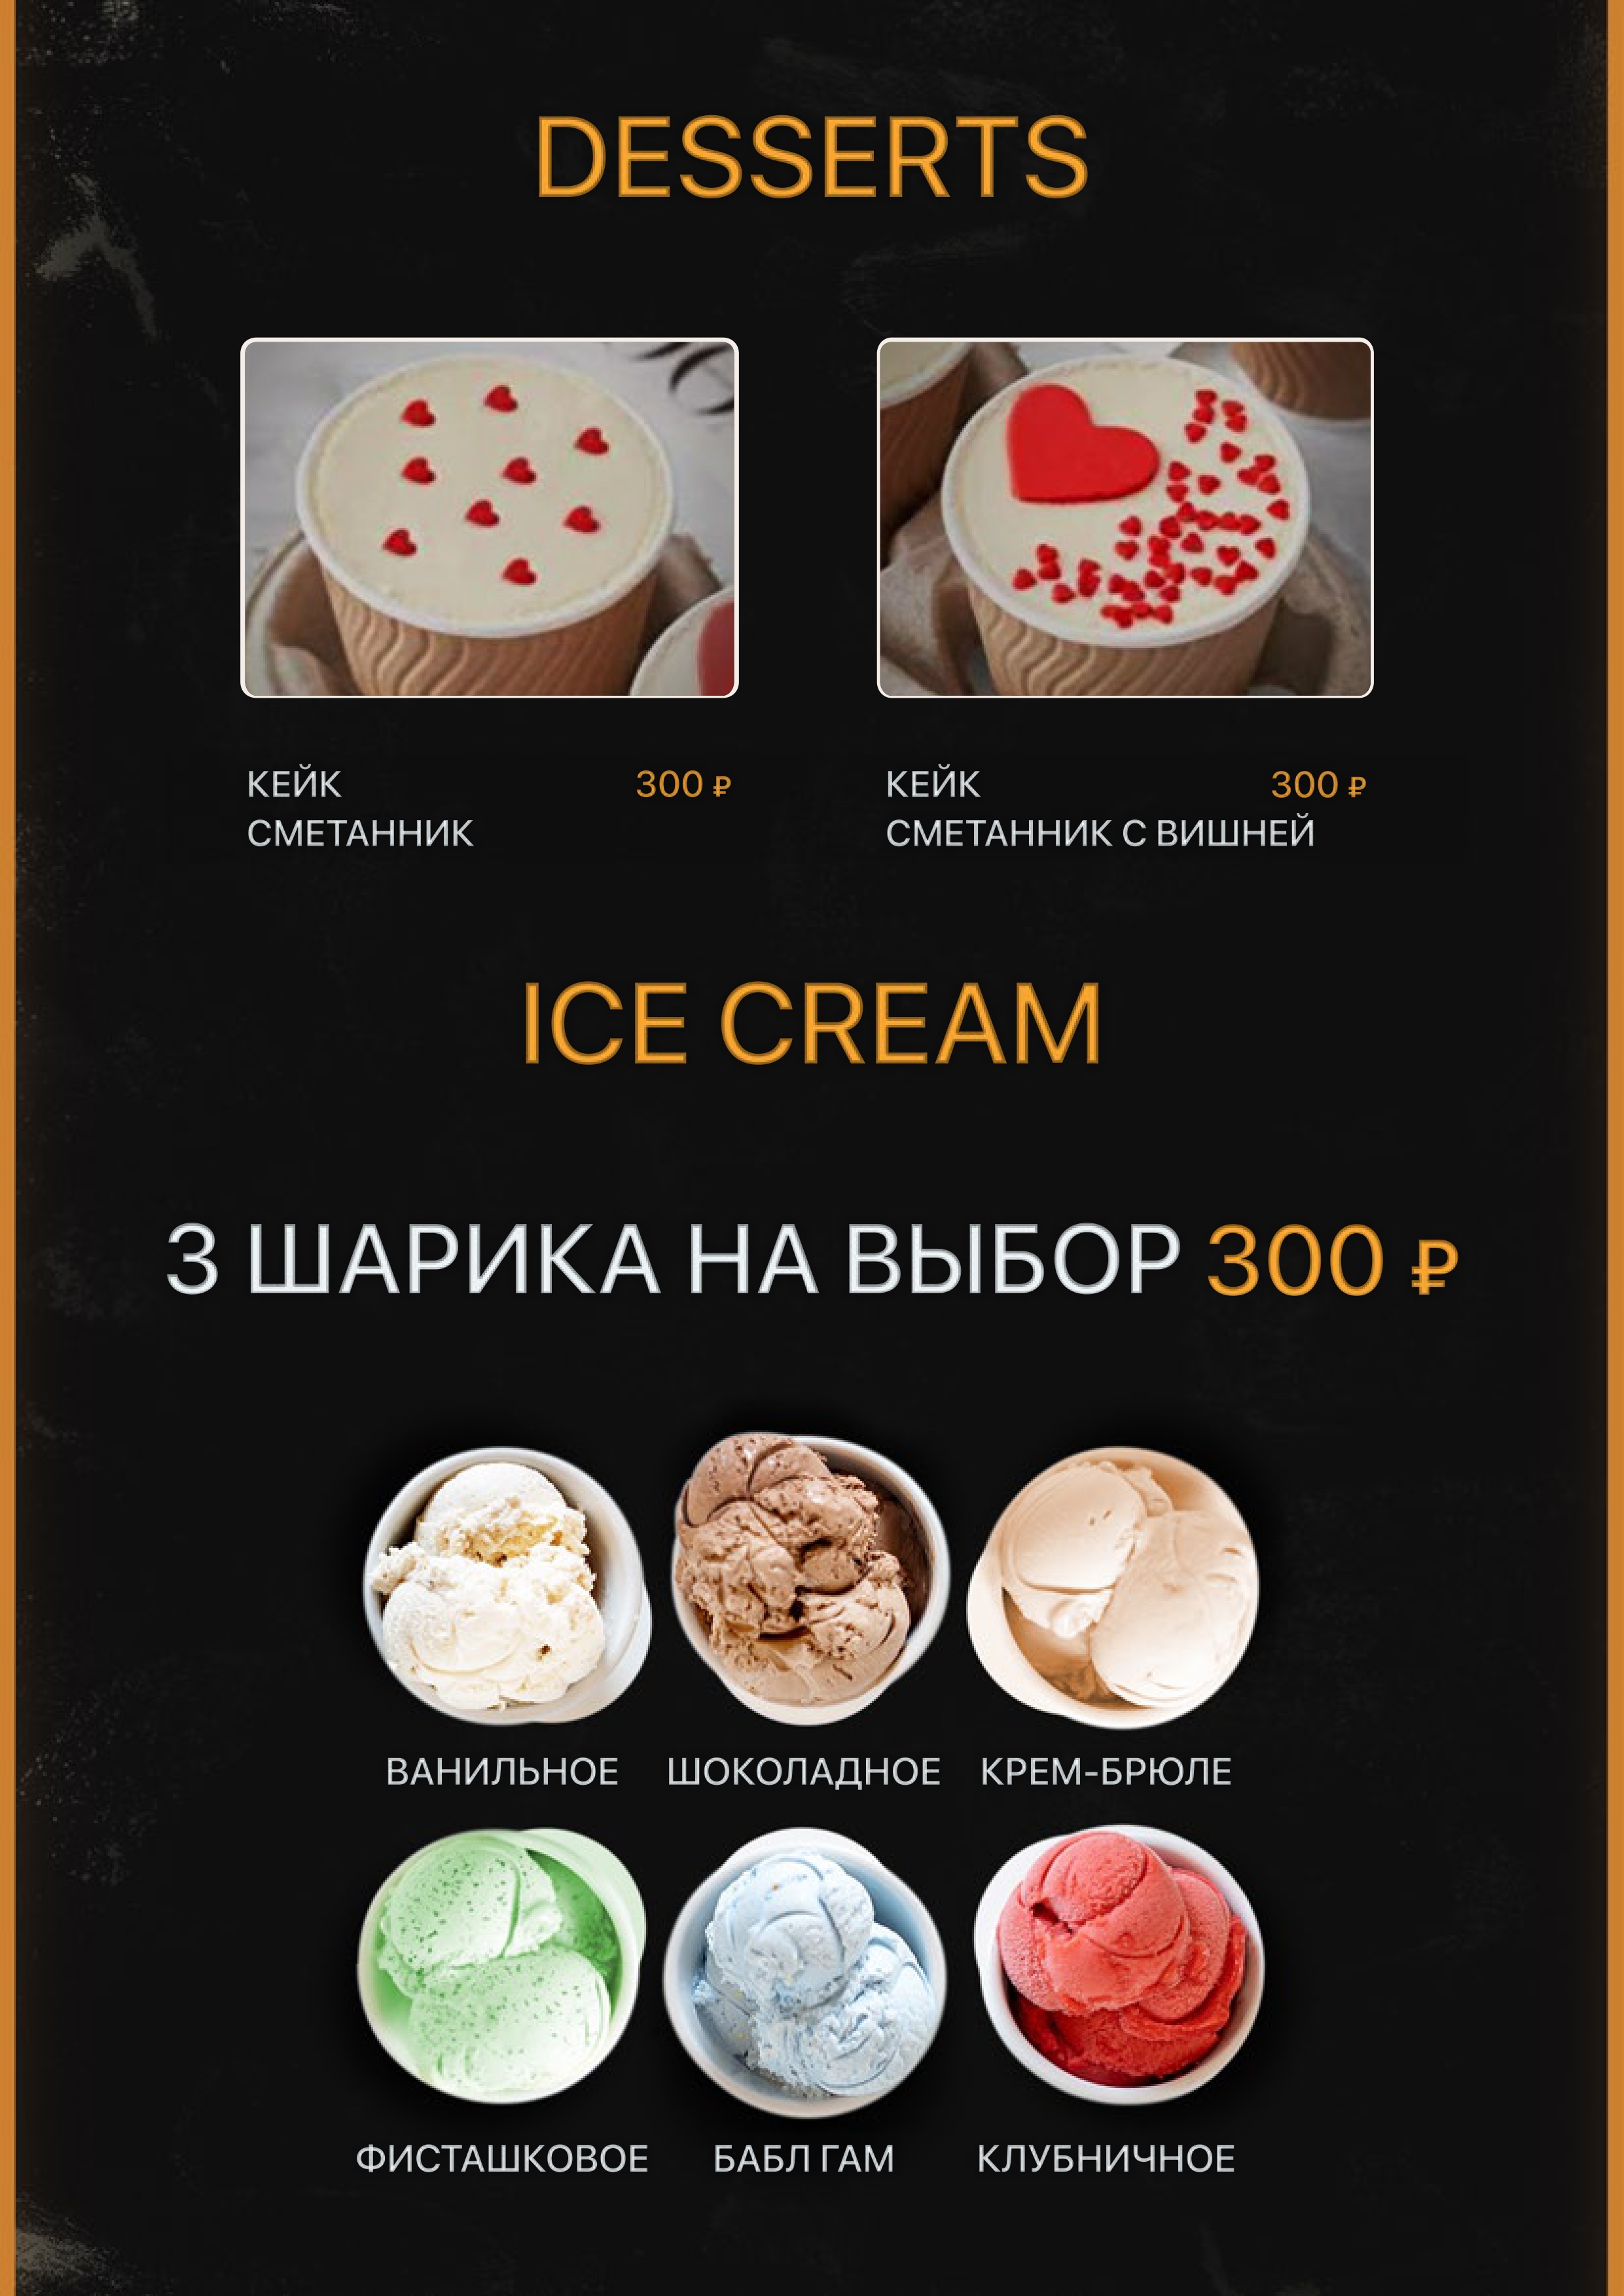 DESSERTS
КЕЙК 300 ₽
СМЕТАННИК
КЕЙК 300 ₽
СМЕТАННИК С ВИШНЕЙ
ICE CREAM
3 ШАРИКА НА ВЫБОР 300 ₽
ВАНИЛЬНОЕ ШОКОЛАДНОЕ КРЕМ-БРЮЛЕ
ФИСТАШКОВОЕ БАБЛ ГАМ КЛУБНИЧНОЕ